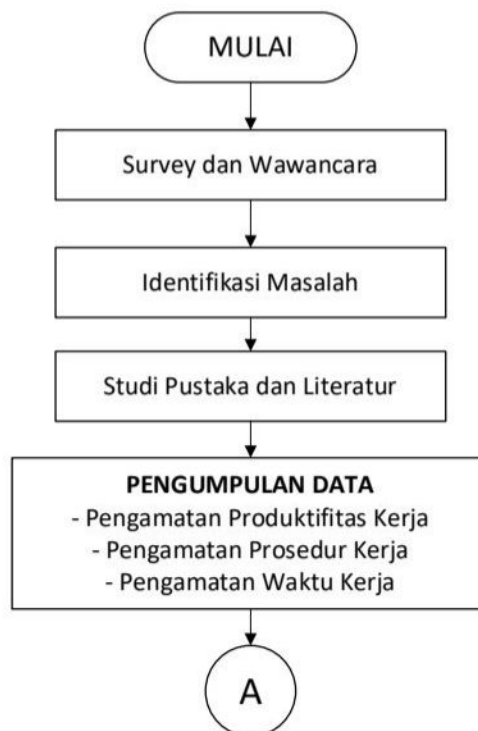 MULAI
Survey dan Wawancara
Identifikasi Masalah
Studi Pustaka dan Literatur
PENGUMPULAN DATA
- Pengamatan Produktifitas Kerja
- Pengamatan Prosedur Kerja
- Pengamatan Waktu Kerja
A